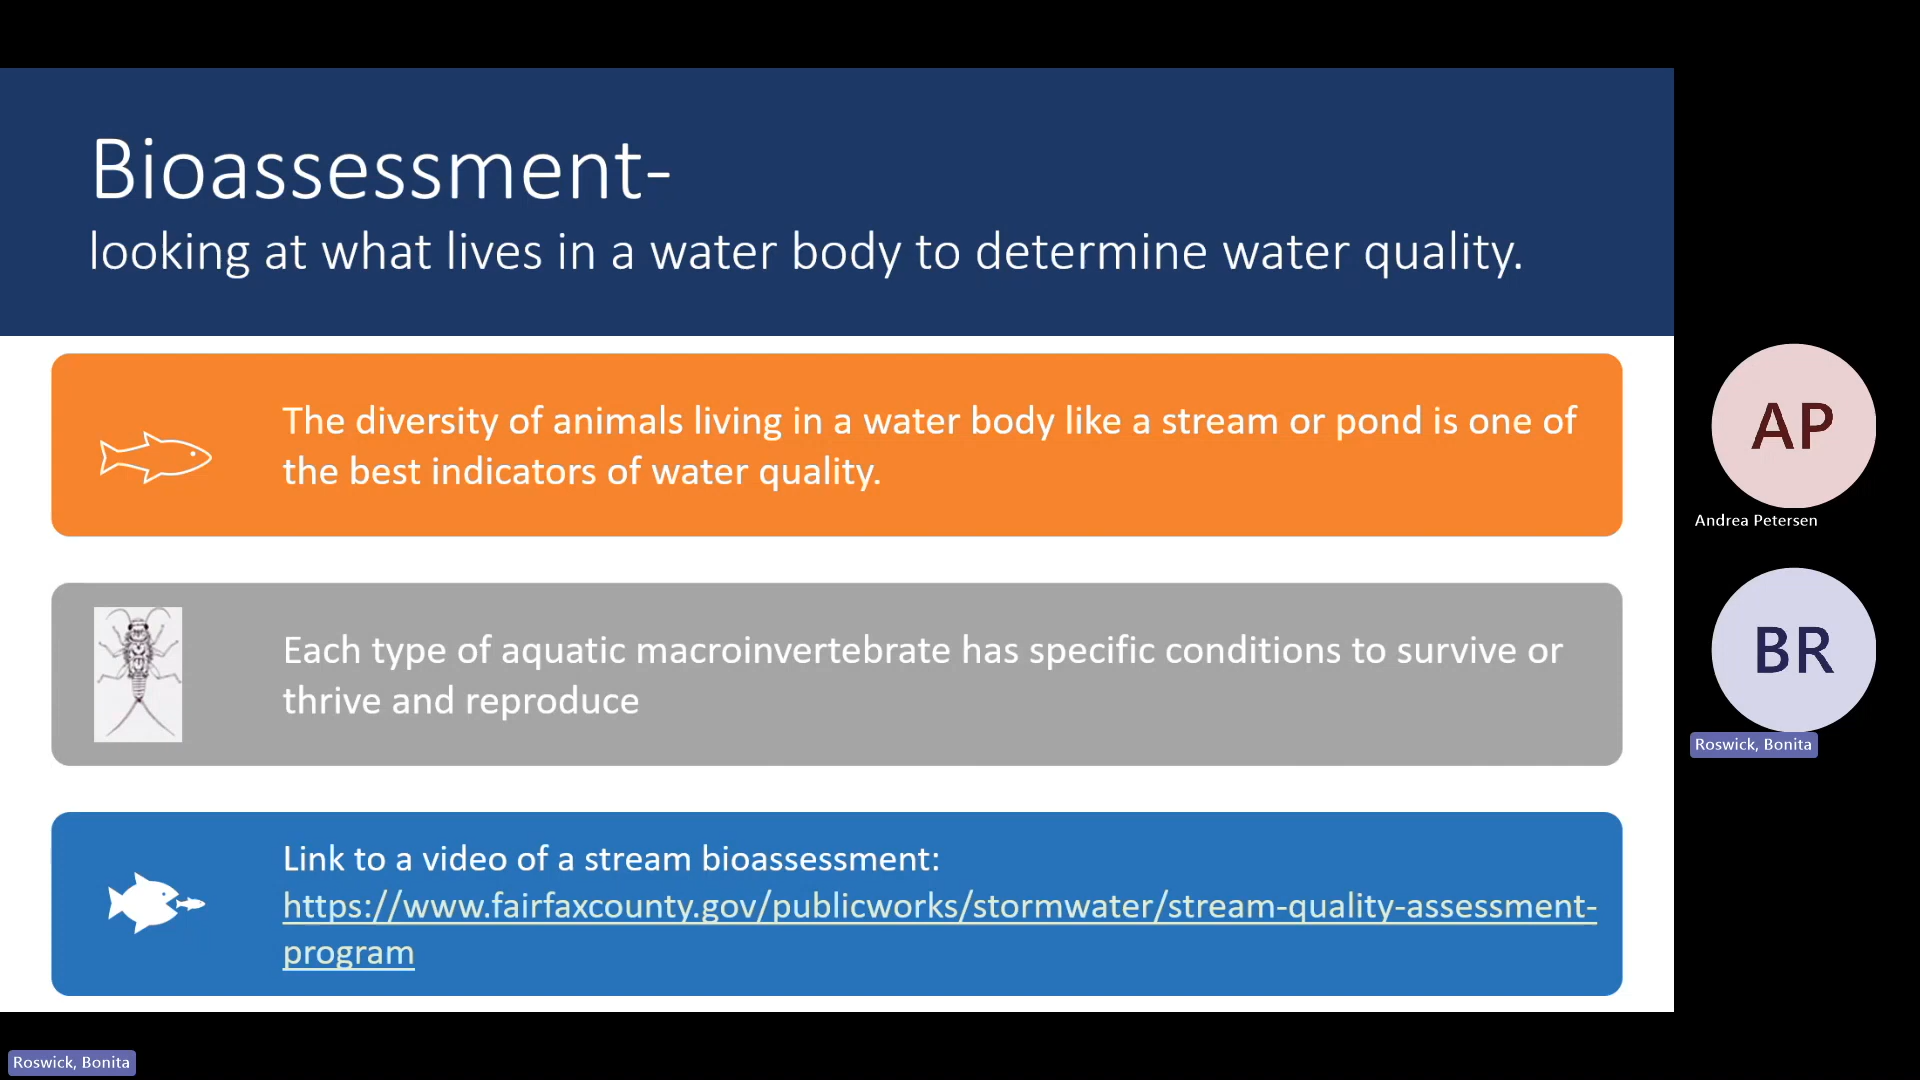 Bioassessment-
looking at what lives in a water body to determine water quality.
The diversity of animals living in a water body like a stream or pond is one of
the best indicators of water quality.
Each type of aquatic macroinvertebrate has specific conditions to survive or
thrive and reproduce
Link to a video of a stream bioassessment:
https://www.fairfaxcounty.gov/publicworks/stormwater/stream-quality-assessment-
program
AP
Andrea Petersen
BR
Roswick, Bonita
Roswick, Bonita